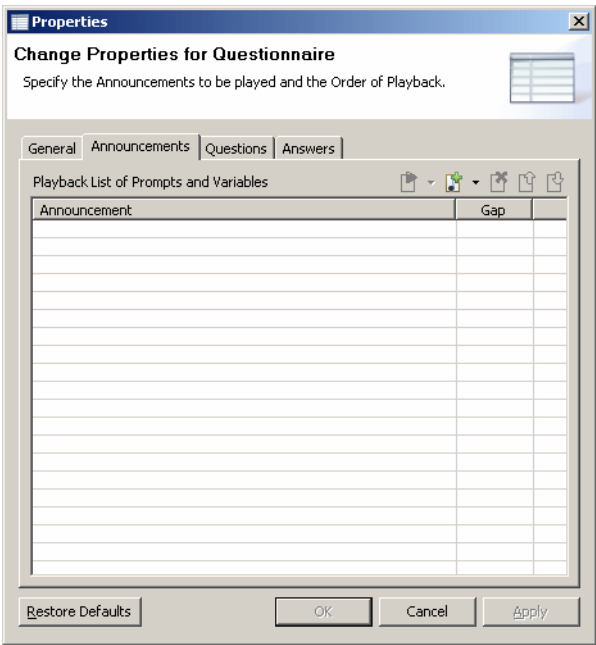 Properties
Change Properties for Questionnaire
Specify the Announcements to be played and the Order of Playback.
General Announcements Questions Answers
Playback List of Prompts and Variables
Announcement Gap
Restore Defaults OK Cancel Apply